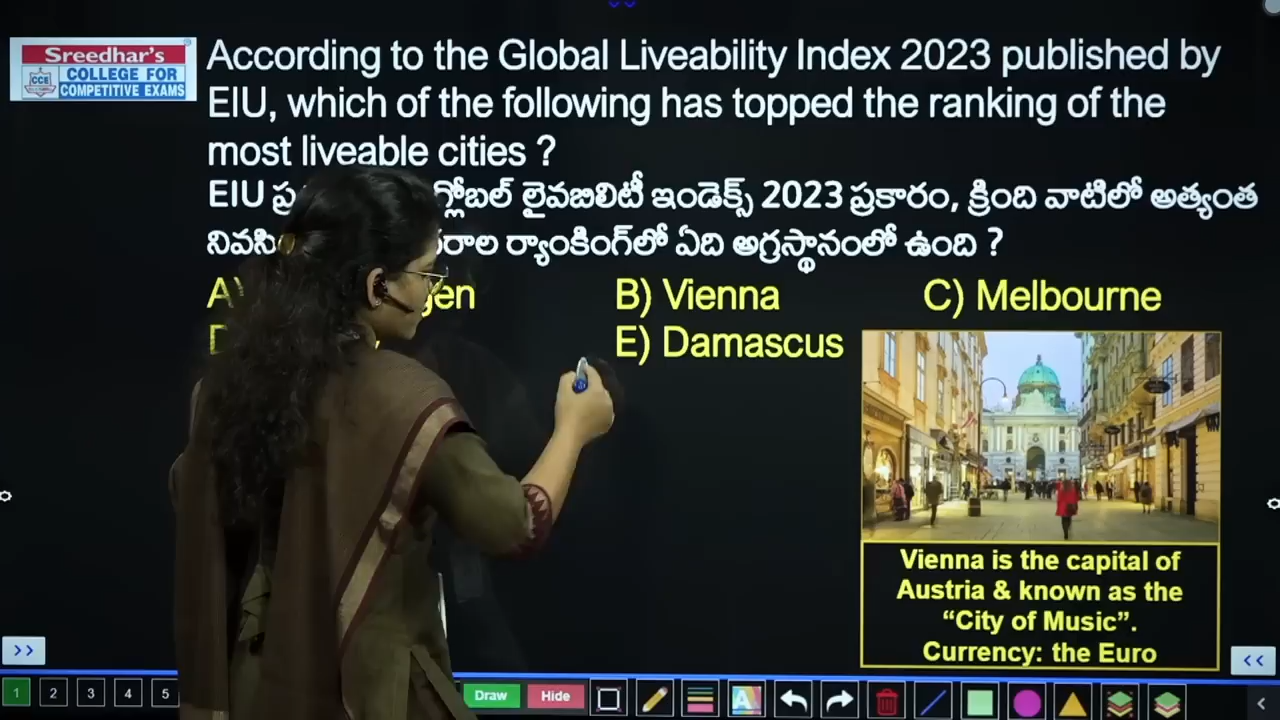 Sreedhar's
CCE
COLLEGE FOR
COMPETITIVE EXAMS
According to the Global Liveability Index 2023 published by
EIU, which of the following has topped the ranking of the
most liveable cities ?
EIU గ్లోబల్ లైవబిలిటీ ఇండెక్స్ 2023 ప్రకారం, క్రింది వాటిలో అత్యంత
ర్యాంకింగ్‌లో ఏది అగ్రస్థానంలో ఉంది ?
B) Vienna
C) Melbourne
E) Damascus
Vienna is the capital of
Austria & known as the
“City of Music”.
Currency: the Euro
>>
<<
1 2 3 4 5
Draw
Hide
A
<